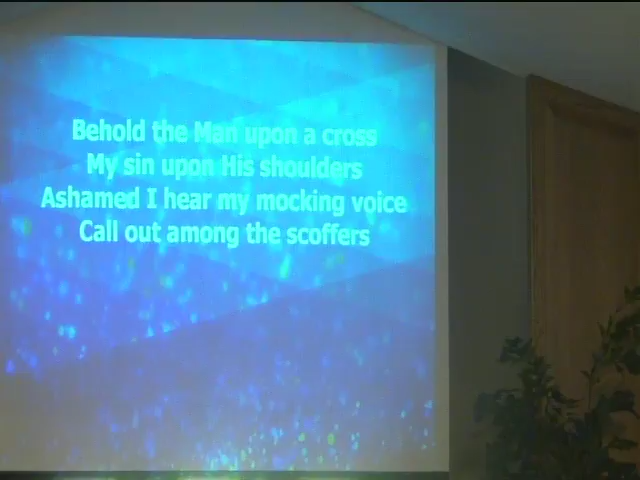 Behold the Man upon a cross
My sin upon His shoulders
Ashamed I hear my mocking voice
Call out among the scoffers